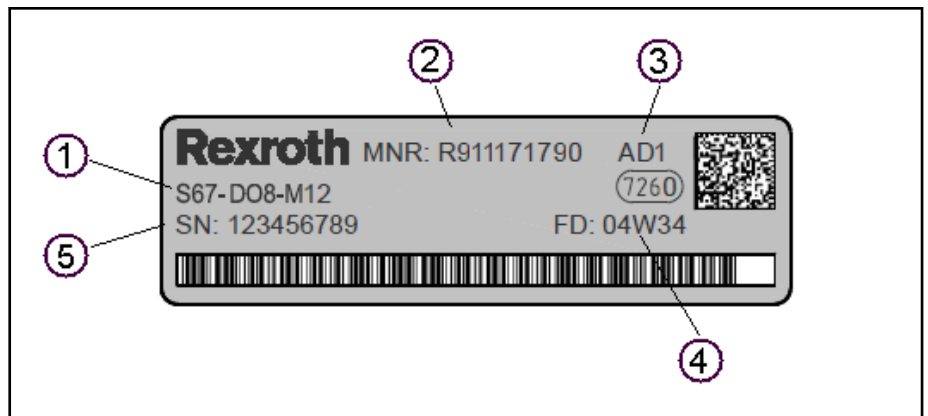 2 3
1 Rexroth MNR: R911171790 AD1
S67-DO8-M12 7260
5 SN: 123456789 FD: 04W34
4